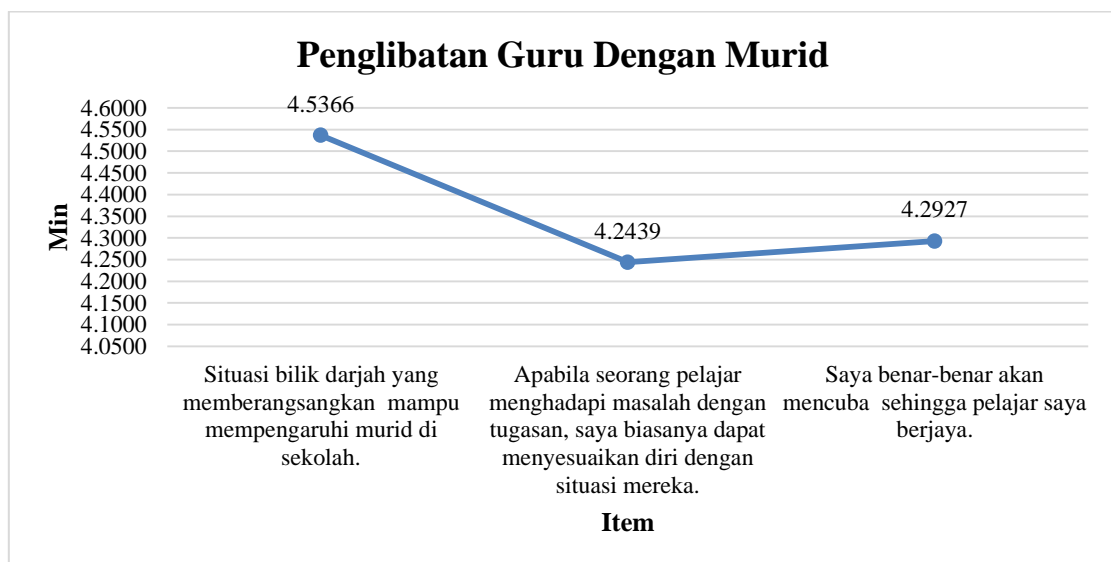 Penglibatan Guru Dengan Murid
4.6000
4.5500
4.5000
4.4500
4.4000
4.3500
4.3000
4.2500
4.2000
4.1500
4.1000
4.0500
Min
4.5366
4.2439
4.2927
Situasi bilik darjah yang
memberangsangkan mampu
mempengaruhi murid di
sekolah.
Apabila seorang pelajar
menghadapi masalah dengan
tugasan, saya biasanya dapat
menyesuaikan diri dengan
situasi mereka.
Saya benar-benar akan
mencuba sehingga pelajar saya
berjaya.
Item